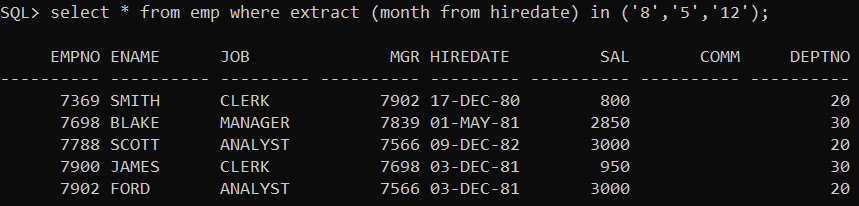 SQL> select * from emp where extract (month from hiredate) in ('8','5','12');
EMPNO ENAME JOB MGR HIREDATE SAL COMM DEPTNO
---------- ---------- --------- ---------- --------- ---------- ---------- ----------
7369 SMITH CLERK 7902 17-DEC-80 800 20
7698 BLAKE MANAGER 7839 01-MAY-81 2850 30
7788 SCOTT ANALYST 7566 09-DEC-82 3000 20
7900 JAMES CLERK 7698 03-DEC-81 950 30
7902 FORD ANALYST 7566 03-DEC-81 3000 20